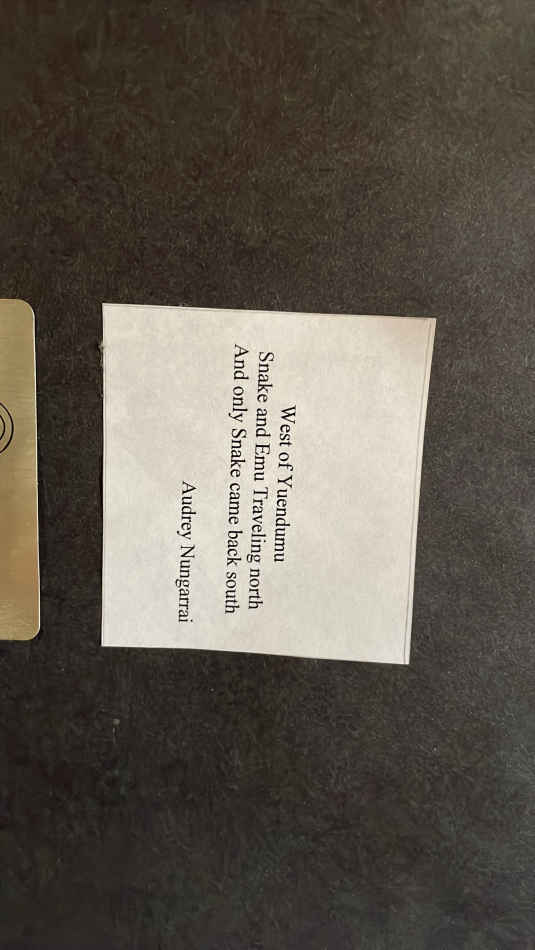 West of Yuendumu
Snake and Emu Traveling north
And only Snake came back south
Audrey Nungarrai